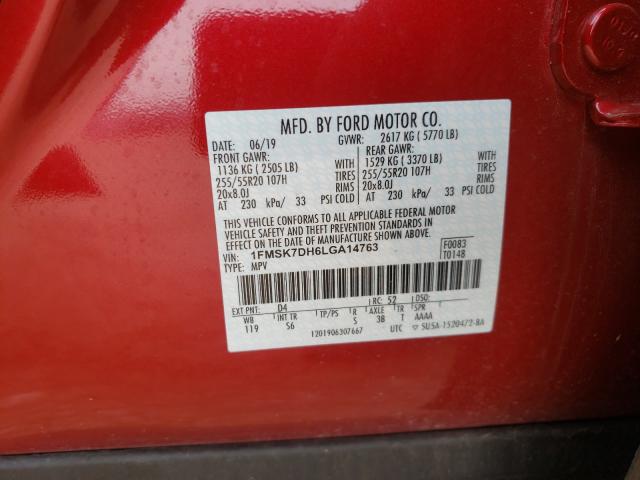 MFD. BY FORD MOTOR CO.
DATE: 06/19 GVWR: 2617 KG ( 5770 LB)
FRONT GAWR: REAR GAWR:
1136 KG ( 2505 LB) WITH 1529 KG ( 3370 LB) WITH
255/55R20 107H TIRES 255/55R20 107H TIRES
20x8.0J RIMS 20x8.0J RIMS
AT 230 kPa/ 33 PSI COLD AT 230 kPa/ 33 PSI COLD
THIS VEHICLE CONFORMS TO ALL APPLICABLE FEDERAL MOTOR
VEHICLE SAFETY AND THEFT PREVENTION STANDARDS IN
EFFECT ON THE DATE OF MANUFACTURE SHOWN ABOVE.
VIN: 1FMSK7DH6LGA14763 F0083
TYPE: MPV T0148
EXT PNT: D4 RC: 52 DSO:
WB INT TR TP/PS R AXLE TR SPR
119 S6 S 3B T AAAA
1201906307667 UTC SU5A-1520472-BA